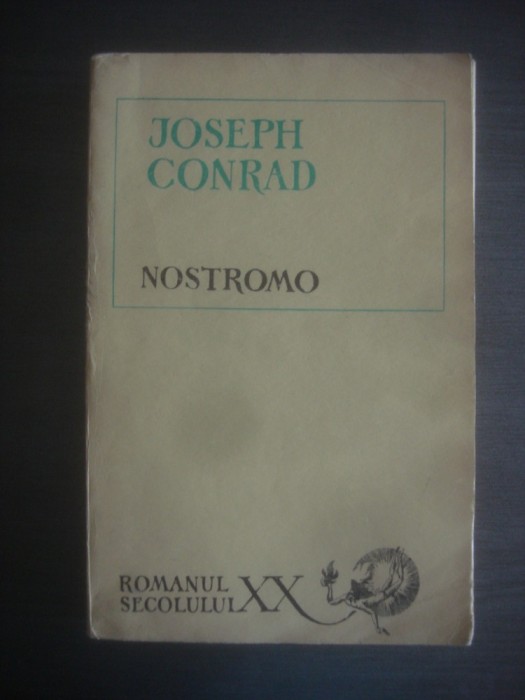 JOSEPH
CONRAD
NOSTROMO
ROMANUL
SECOLULUI XX